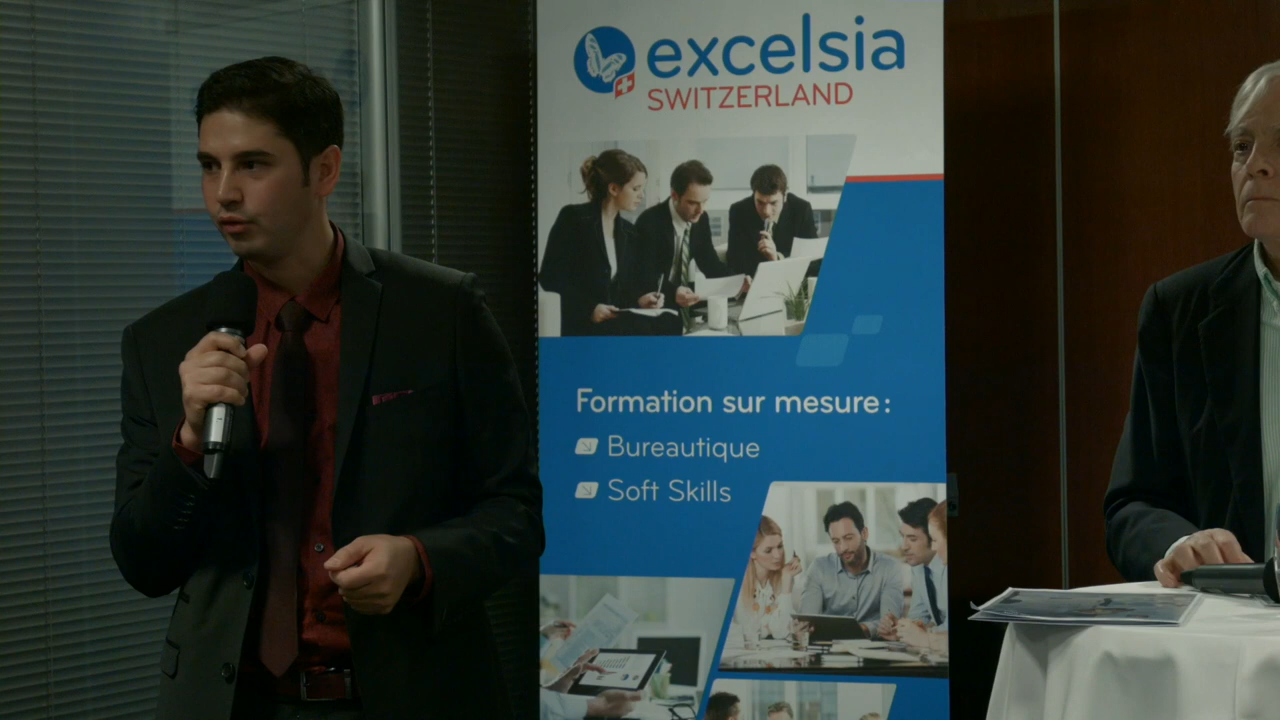 excelsia
SWITZERLAND
Formation sur mesure :
Bureautique
Soft Skills